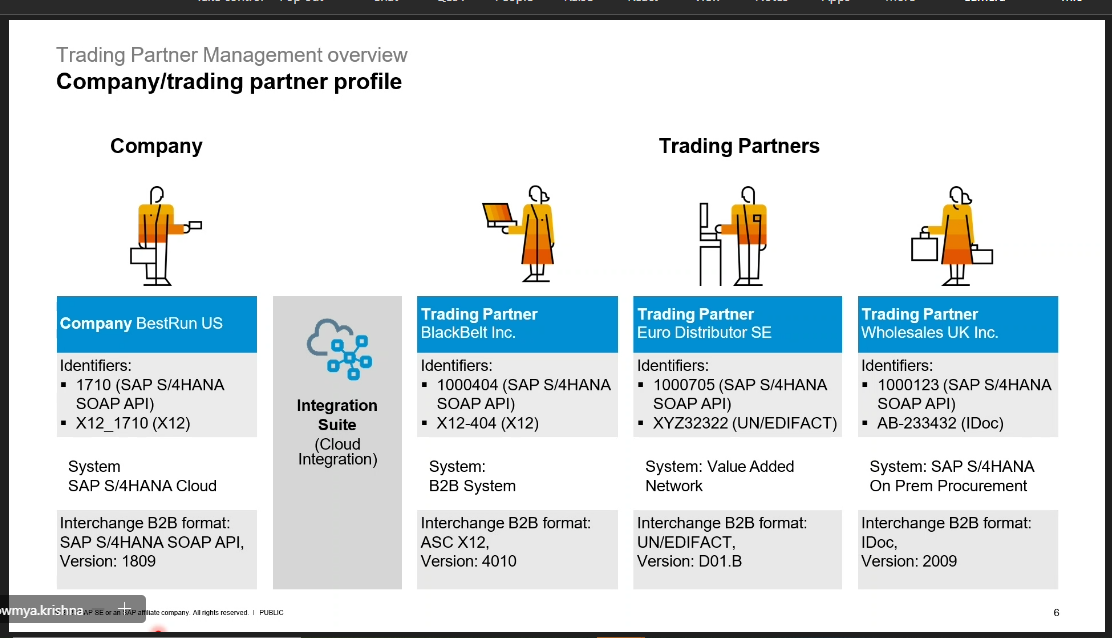 Trading Partner Management overview
Company/trading partner profile
Company
Trading Partners
Company BestRun US
Identifiers:
▪ 1710 (SAP S/4HANA
SOAP API)
▪ X12_1710 (X12)
System
SAP S/4HANA Cloud
Interchange B2B format:
SAP S/4HANA SOAP API,
Version: 1809
Integration
Suite
(Cloud
Integration)
Trading Partner
BlackBelt Inc.
Identifiers:
▪ 1000404 (SAP S/4HANA
SOAP API)
▪ X12-404 (X12)
System:
B2B System
Interchange B2B format:
ASC X12,
Version: 4010
Trading Partner
Euro Distributor SE
Identifiers:
▪ 1000705 (SAP S/4HANA
SOAP API)
▪ XYZ32322 (UN/EDIFACT)
System: Value Added
Network
Interchange B2B format:
UN/EDIFACT,
Version: D01.B
Trading Partner
Wholesales UK Inc.
Identifiers:
▪ 1000123 (SAP S/4HANA
SOAP API)
▪ AB-233432 (IDoc)
System: SAP S/4HANA
On Prem Procurement
Interchange B2B format:
IDoc,
Version: 2009
owmya.krishna
SAP SE or an SAP affiliate company. All rights reserved. | PUBLIC
6